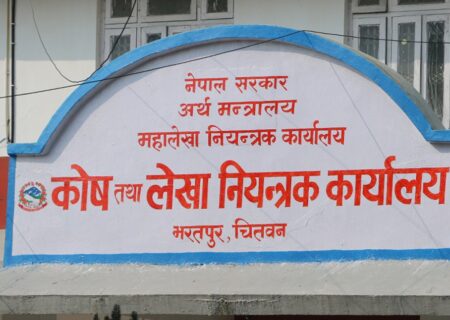 नेपाल सरकार
अर्थ मन्त्रालय
महालेखा नियन्त्रक कार्यालय
कोष तथा लेखा नियन्त्रक कार्यालय
भरतपुर, चितवन